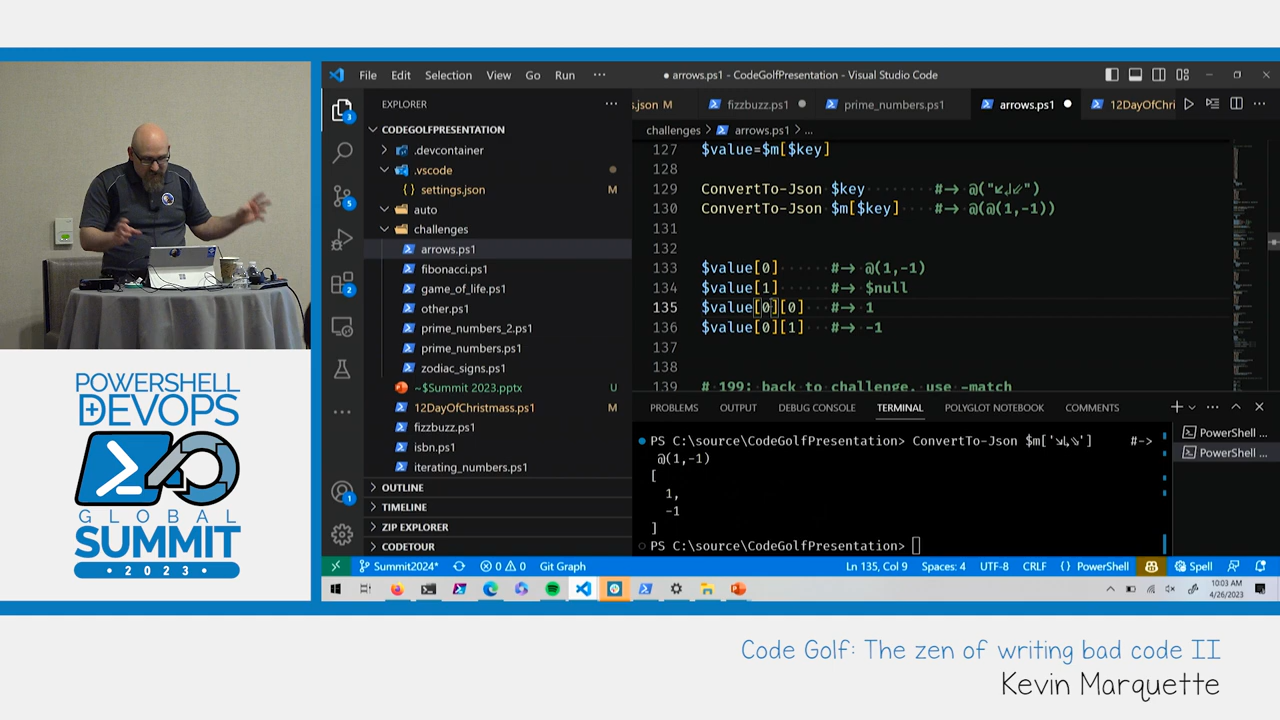 File Edit Selection View Go Run ··· ● arrows.ps1 - CodeGolfPresentation - Visual Studio Code
EXPLORER ···
s.json M fizzbuzz.ps1 ● prime_numbers.ps1 arrows.ps1 ● 12DayOfChri
CODEGOLFPRESENTATION
challenges > arrows.ps1 > ...
.devcontainer
.vscode
settings.json M
auto
challenges
arrows.ps1
fibonacci.ps1
game_of_life.ps1
other.ps1
prime_numbers_2.ps1
prime_numbers.ps1
zodiac_signs.ps1
~$Summit 2023.pptx U
12DayOfChristmass.ps1 M
fizzbuzz.ps1
isbn.ps1
iterating_numbers.ps1
OUTLINE
TIMELINE
ZIP EXPLORER
CODETOUR
3
5
2
1
127 $value=$m[$key]
128
129 ConvertTo-Json $key #→ @("↙,↓⇙")
130 ConvertTo-Json $m[$key] #→ @(@(1,-1))
131
132
133 $value[0] #→ @(1,-1)
134 $value[1] #→ $null
135 $value[0][0] #→ 1
136 $value[0][1] #→ -1
137
138
139 # 199: back to challenge, use -match
PROBLEMS OUTPUT DEBUG CONSOLE TERMINAL POLYGLOT NOTEBOOK COMMENTS
PS C:\source\CodeGolfPresentation> ConvertTo-Json $m['↘↓⇘'] #->
@(1,-1)
[
1,
-1
]
PS C:\source\CodeGolfPresentation>
PowerShell ...
PowerShell ...
Summit2024* 0 0 Git Graph Ln 135, Col 9 Spaces: 4 UTF-8 CRLF { } PowerShell Spell
10:03 AM
4/26/2023
POWERSHELL
+DEVOPS
GLOBAL
SUMMIT
• 2023 •
Code Golf: The zen of writing bad code II
Kevin Marquette